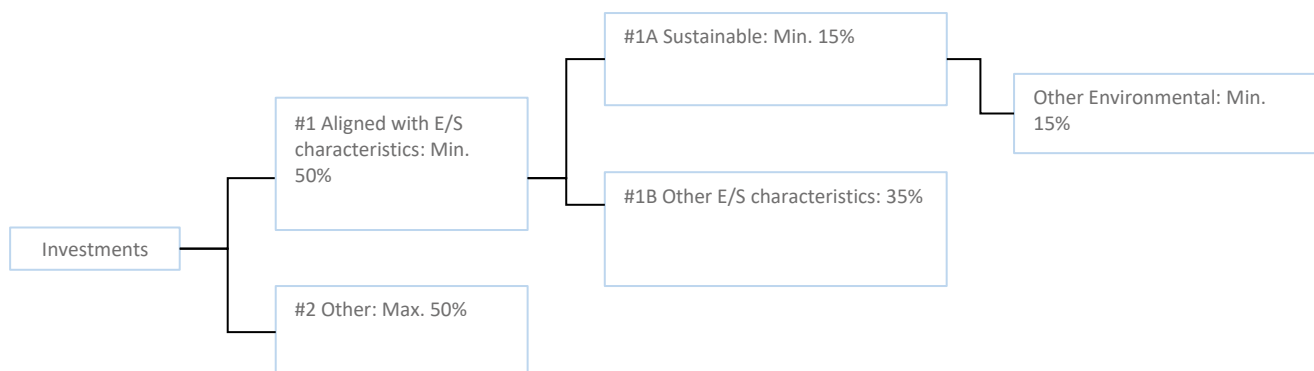 #1A Sustainable: Min. 15%
Other Environmental: Min.
15%
#1 Aligned with E/S
characteristics: Min.
50%
#1B Other E/S characteristics: 35%
Investments
#2 Other: Max. 50%